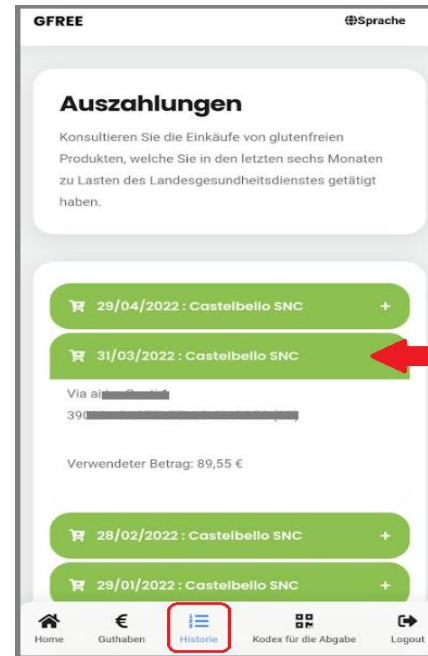 GFREE Sprache
Auszahlungen
Konsultieren Sie die Einkäufe von glutenfreien
Produkten, welche Sie in den letzten sechs Monaten
zu Lasten des Landesgesundheitsdienstes getätigt
haben.
29/04/2022 : Castelbello SNC +
31/03/2022 : Castelbello SNC
Via
Verwendeter Betrag: 89,55 €
28/02/2022 : Castelbello SNC +
29/01/2022 : Castelbello SNC +
Home Guthaben Historie Kodex für die Abgabe Logout